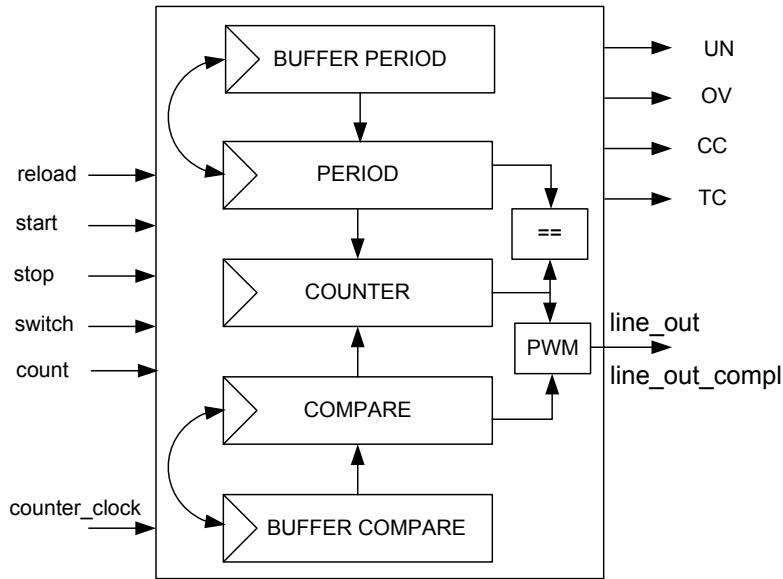 BUFFER PERIOD
UN
OV
CC
TC
reload
start
stop
switch
count
counter_clock
PERIOD
==
COUNTER
PWM
line_out
line_out_compl
COMPARE
BUFFER COMPARE